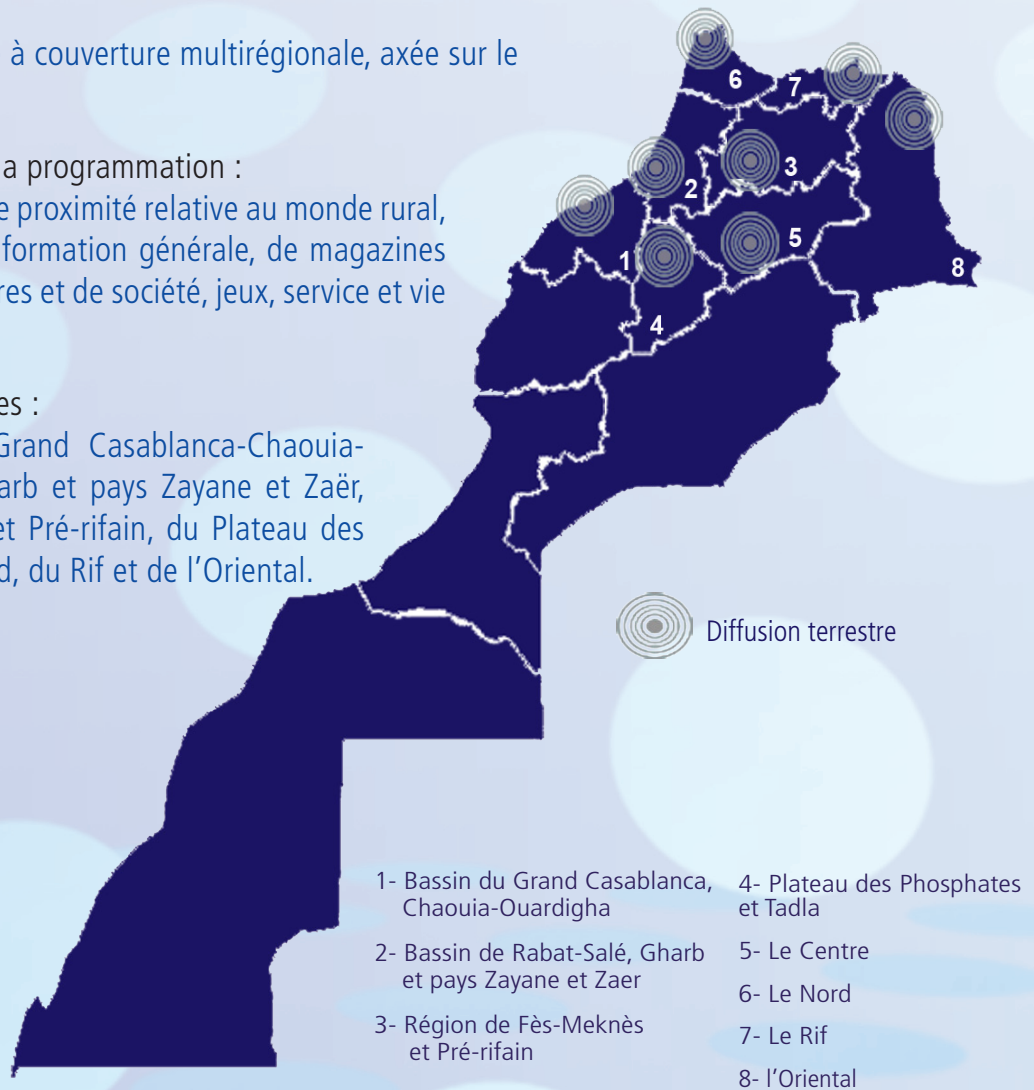 à couverture multirégionale, axée sur le
a programmation :
e proximité relative au monde rural,
formation générale, de magazines
res et de société, jeux, service et vie
es :
Grand Casablanca-Chaouia-
arb et pays Zayane et Zaër,
et Pré-rifain, du Plateau des
d, du Rif et de l’Oriental.
6
7
3
2
5
1
8
4
Diffusion terrestre
1- Bassin du Grand Casablanca,
Chaouia-Ouardigha
2- Bassin de Rabat-Salé, Gharb
et pays Zayane et Zaer
3- Région de Fès-Meknès
et Pré-rifain
4- Plateau des Phosphates
et Tadla
5- Le Centre
6- Le Nord
7- Le Rif
8- l’Oriental